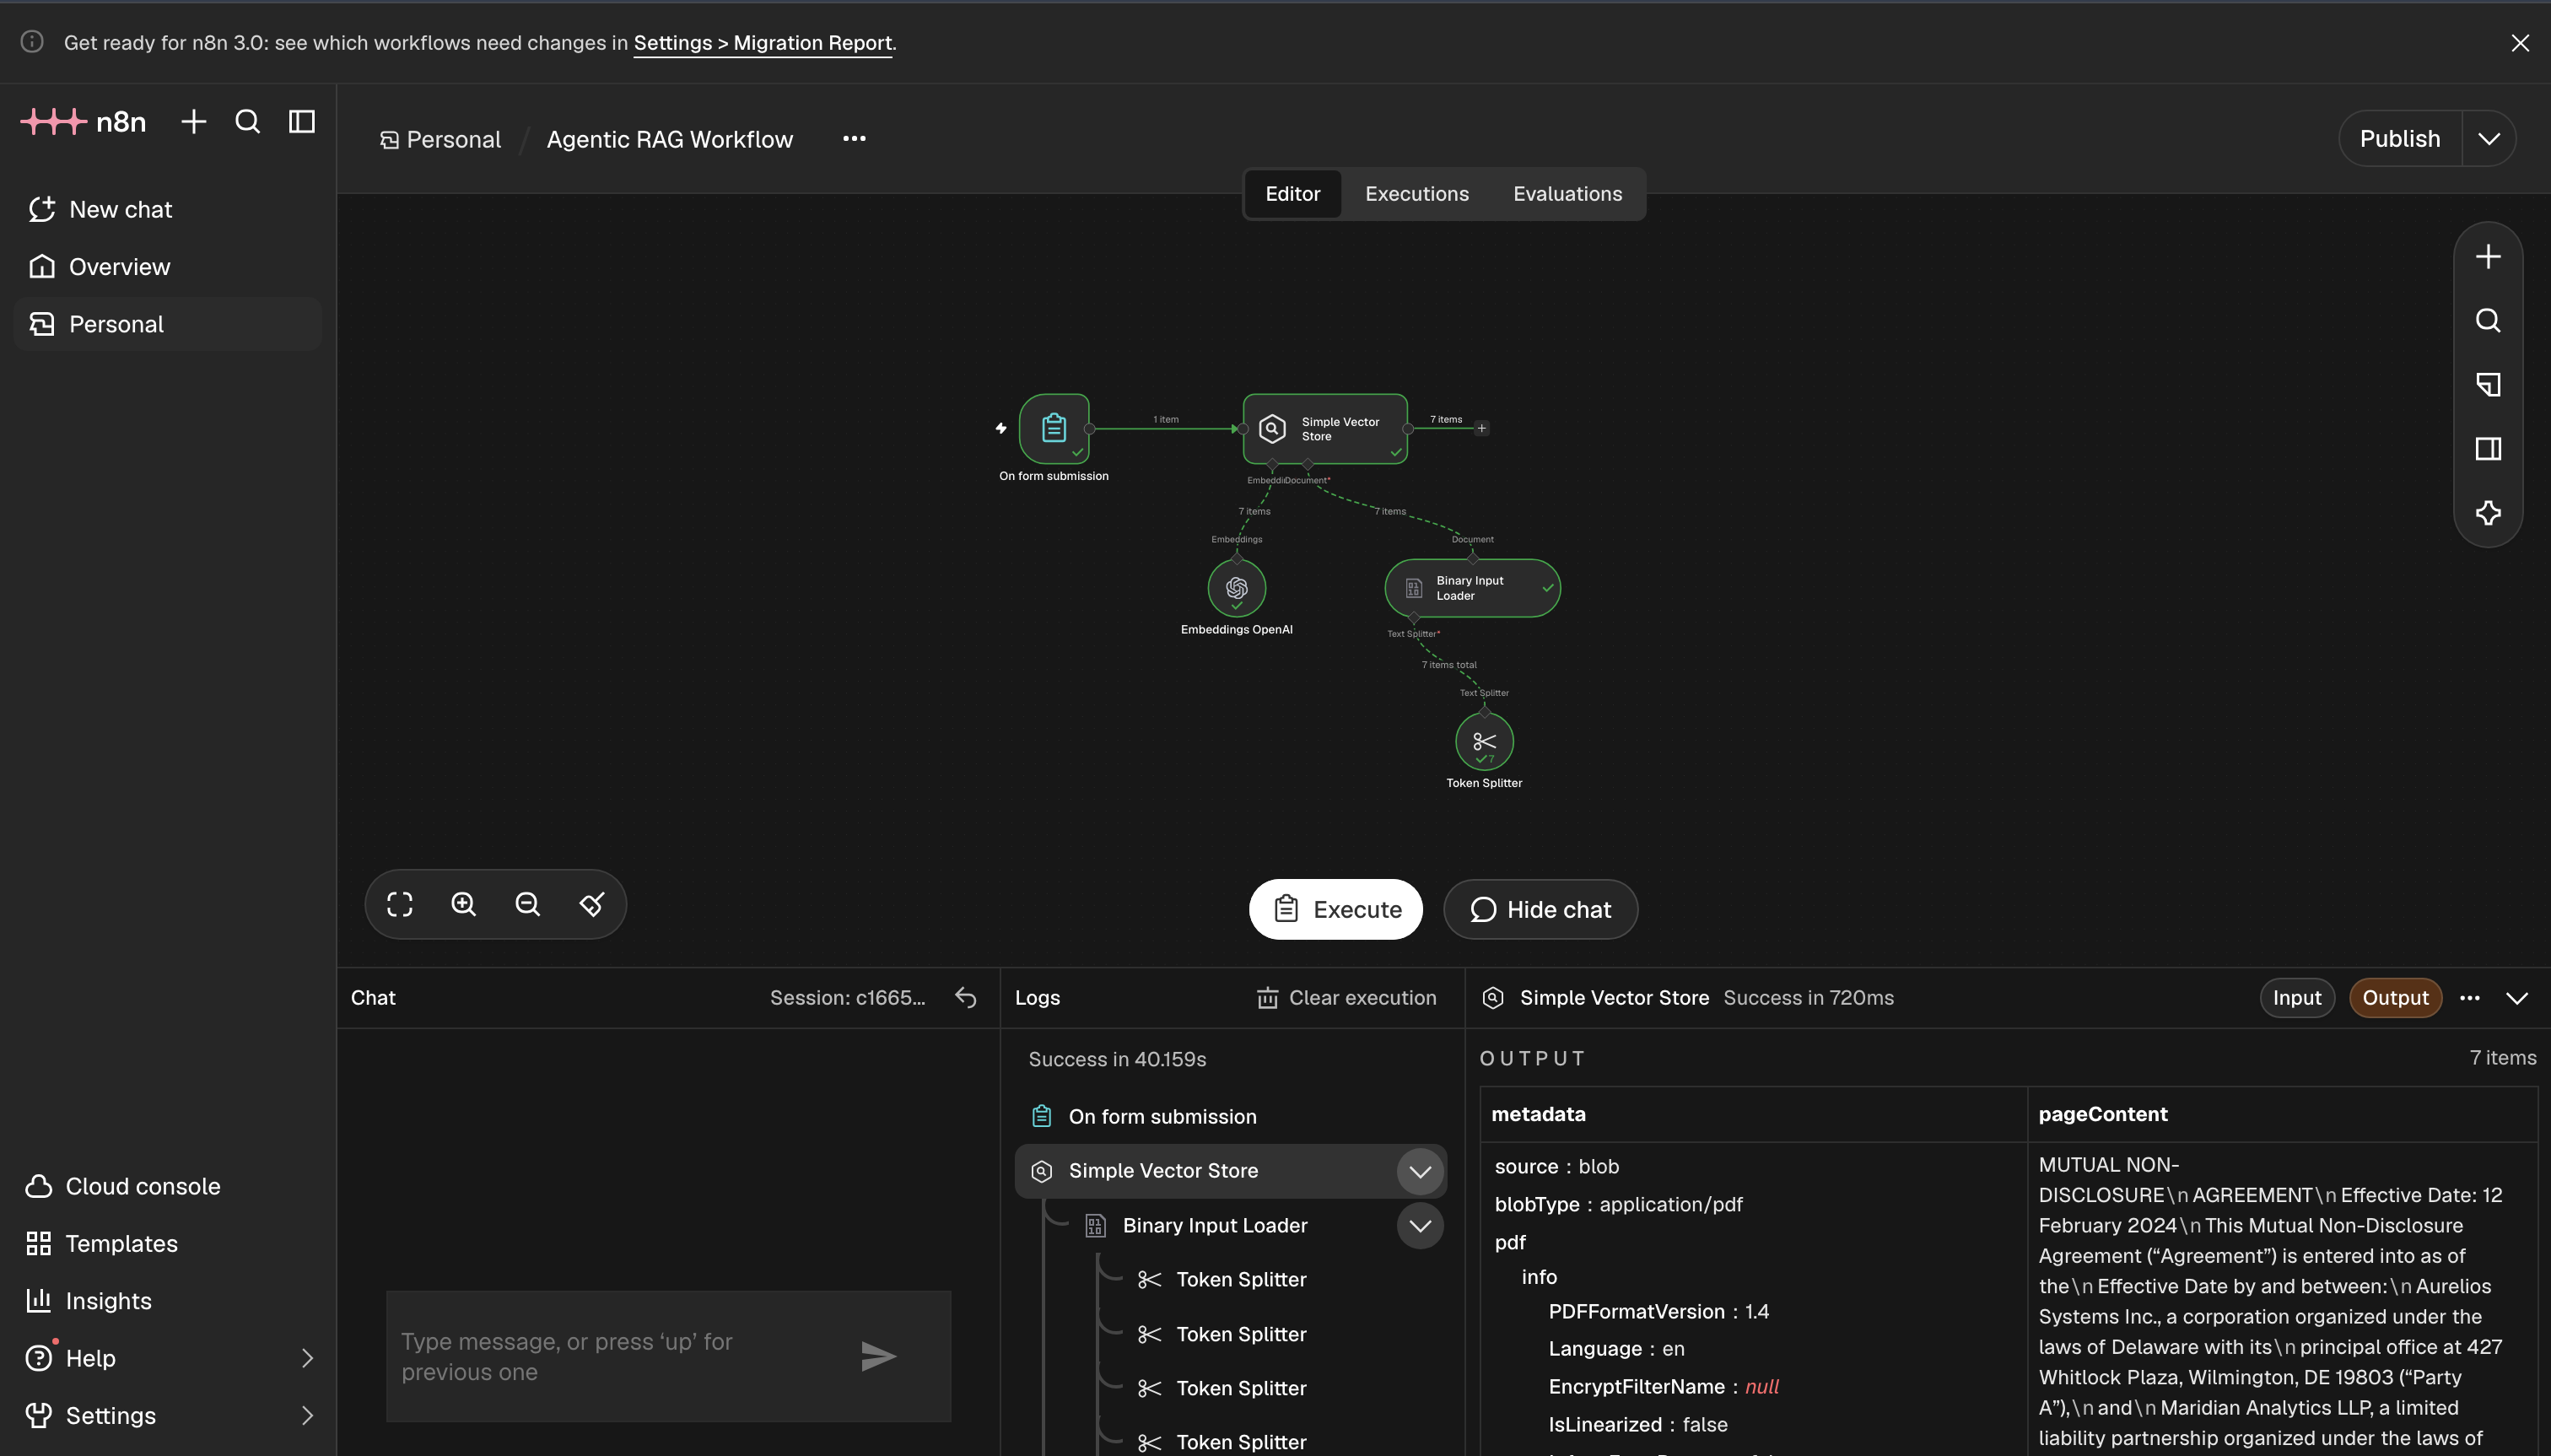 Get ready for n8n 3.0: see which workflows need changes in Settings > Migration Report.
n8n
Personal / Agentic RAG Workflow
Publish
Editor
Executions
Evaluations
New chat
Overview
Personal
On form submission
1 item
Simple Vector
Store
7 items
Document*
7 items
7 items
Embeddings
Document
Embeddings OpenAI
Binary Input
Loader
Text Splitter*
7 items total
Text Splitter
7
Token Splitter
Execute
Hide chat
Cloud console
Templates
Insights
Help
Settings
Chat
Session: c1665...
Type message, or press ‘up’ for
previous one
Logs
Clear execution
Success in 40.159s
On form submission
Simple Vector Store
Binary Input Loader
Token Splitter
Token Splitter
Token Splitter
Token Splitter
Simple Vector Store Success in 720ms
Input
Output
OUTPUT
7 items
metadata
source : blob
blobType : application/pdf
pdf
info
PDFFormatVersion : 1.4
Language : en
EncryptFilterName : null
IsLinearized : false
pageContent
MUTUAL NON-
DISCLOSURE\n AGREEMENT\n Effective Date: 12
February 2024\n This Mutual Non-Disclosure
Agreement (“Agreement”) is entered into as of
the\n Effective Date by and between:\n Aurelios
Systems Inc., a corporation organized under the
laws of Delaware with its\n principal office at 427
Whitlock Plaza, Wilmington, DE 19803 (“Party
A”),\n and\n Maridian Analytics LLP, a limited
liability partnership organized under the laws of